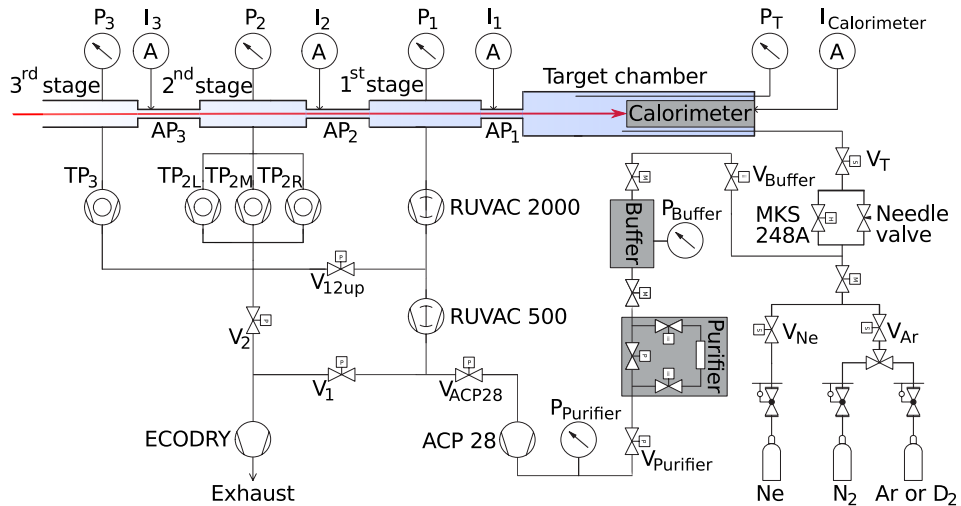 P3 I3 P2 I2 P1 I1 PT ICalorimeter
A A A A
3rd stage 2nd stage 1st stage Target chamber
Calorimeter
AP3 AP2 AP1
TP3 TP2L TP2M TP2R RUVAC 2000
Buffer
PBuffer
VBuffer
VT
S
M
I
MKS
248A
H
Needle
valve
M
V12up
P
RUVAC 500
M
V2
P
Purifier
P
VNe
S
VAr
S
V1
P
VACP28
P
ECODRY
ACP 28
PPurifier
VPurifier
P
Exhaust
Ne N2 Ar or D2